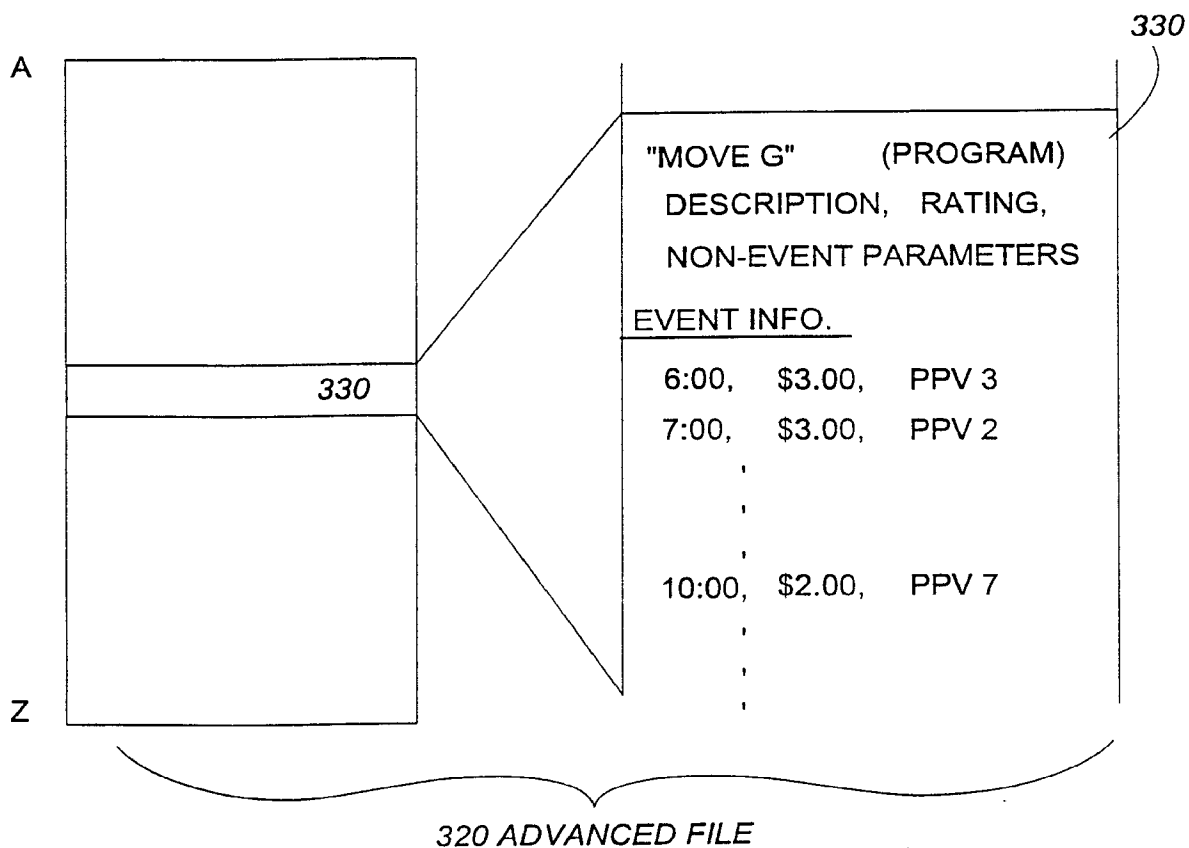 330
A
"MOVE G" (PROGRAM)
DESCRIPTION, RATING,
NON-EVENT PARAMETERS
EVENT INFO.
330
6:00, $3.00, PPV 3
7:00, $3.00, PPV 2
10:00, $2.00, PPV 7
Z
320 ADVANCED FILE